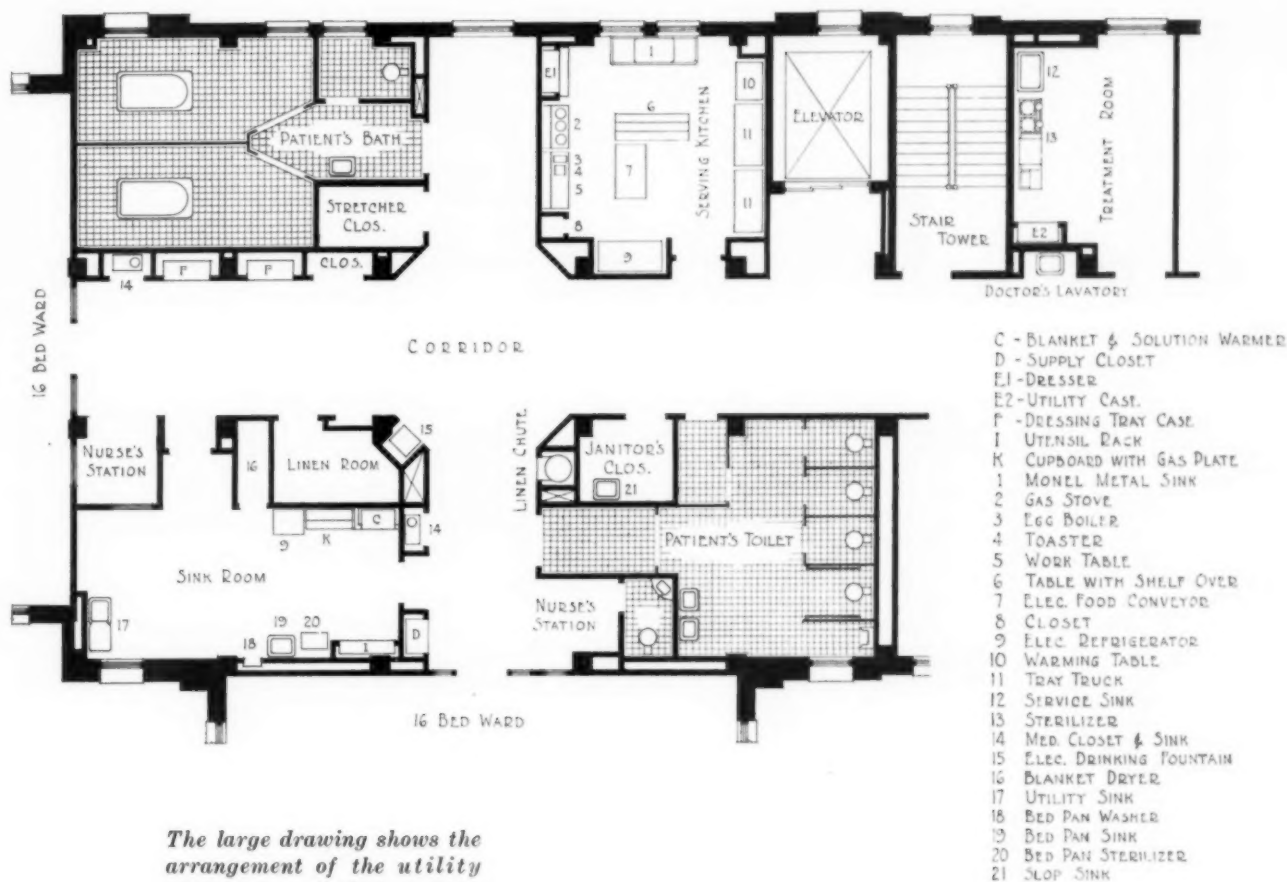 1
E1
10
12
2
6
PATIENT'S BATH
ELEVATOR
13
11
3
7
4
SERVING KITCHEN
TREATMENT ROOM
5
11
STRETCHER
CLOS.
8
STAIR
TOWER
E2
9
CLOS.
F
F
14
DOCTOR'S LAVATORY
16 BED WARD
CORRIDOR
NURSE'S
STATION
16
LINEN ROOM
15
LINEN CHUTE
JANITOR'S
CLOS.
21
9
K
C
14
PATIENT'S TOILET
SINK ROOM
NURSE'S
STATION
17
19
20
18
I
D
16 BED WARD
C - BLANKET & SOLUTION WARMER
D - SUPPLY CLOSET
E1 - DRESSER
E2 - UTILITY CASE.
F - DRESSING TRAY CASE
I UTENSIL RACK
K CUPBOARD WITH GAS PLATE
1 MONEL METAL SINK
2 GAS STOVE
3 EGG BOILER
4 TOASTER
5 WORK TABLE
6 TABLE WITH SHELF OVER
7 ELEC. FOOD CONVEYOR
8 CLOSET
9 ELEC. REFRIGERATOR
10 WARMING TABLE
11 TRAY TRUCK
12 SERVICE SINK
13 STERILIZER
14 MED. CLOSET & SINK
15 ELEC. DRINKING FOUNTAIN
16 BLANKET DRYER
17 UTILITY SINK
18 BED PAN WASHER
19 BED PAN SINK
20 BED PAN STERILIZER
21 SLOP SINK
The large drawing shows the
arrangement of the utility